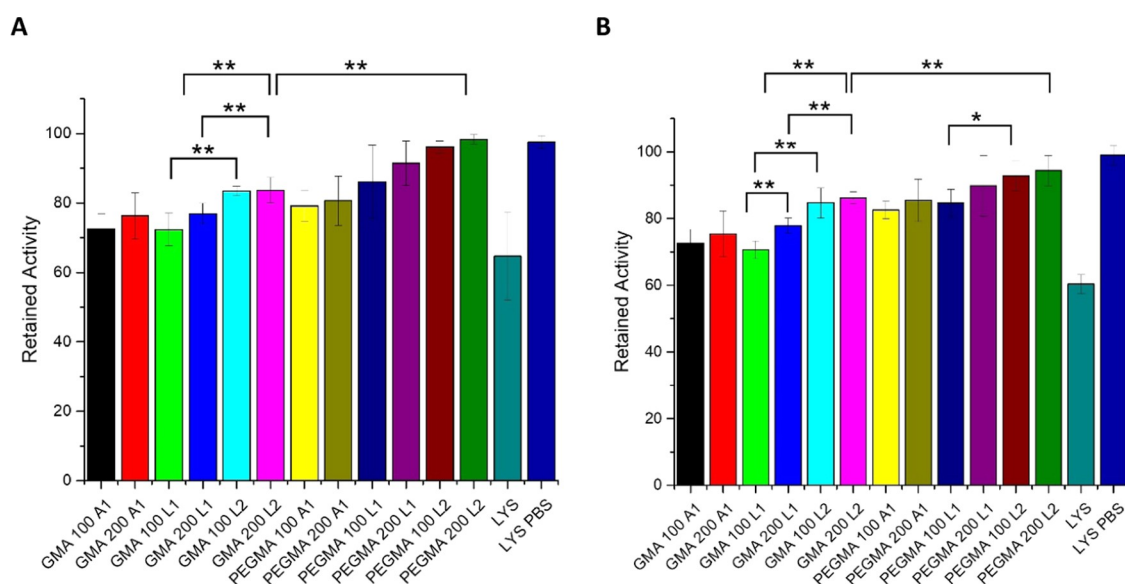 A
**
**
**
**
Retained Activity
100
80
60
40
20
0
GMA 100 A1
GMA 200 A1
GMA 100 L1
GMA 200 L1
GMA 100 L2
GMA 200 L2
PEGMA 100 A1
PEGMA 200 A1
PEGMA 100 L1
PEGMA 200 L1
PEGMA 100 L2
PEGMA 200 L2
LYS
LYS PBS
B
**
**
**
*
**
**
Retained Activity
100
80
60
40
20
0
GMA 100 A1
GMA 200 A1
GMA 100 L1
GMA 200 L1
GMA 100 L2
GMA 200 L2
PEGMA 100 A1
PEGMA 200 A1
PEGMA 100 L1
PEGMA 200 L1
PEGMA 100 L2
PEGMA 200 L2
LYS
LYS PBS